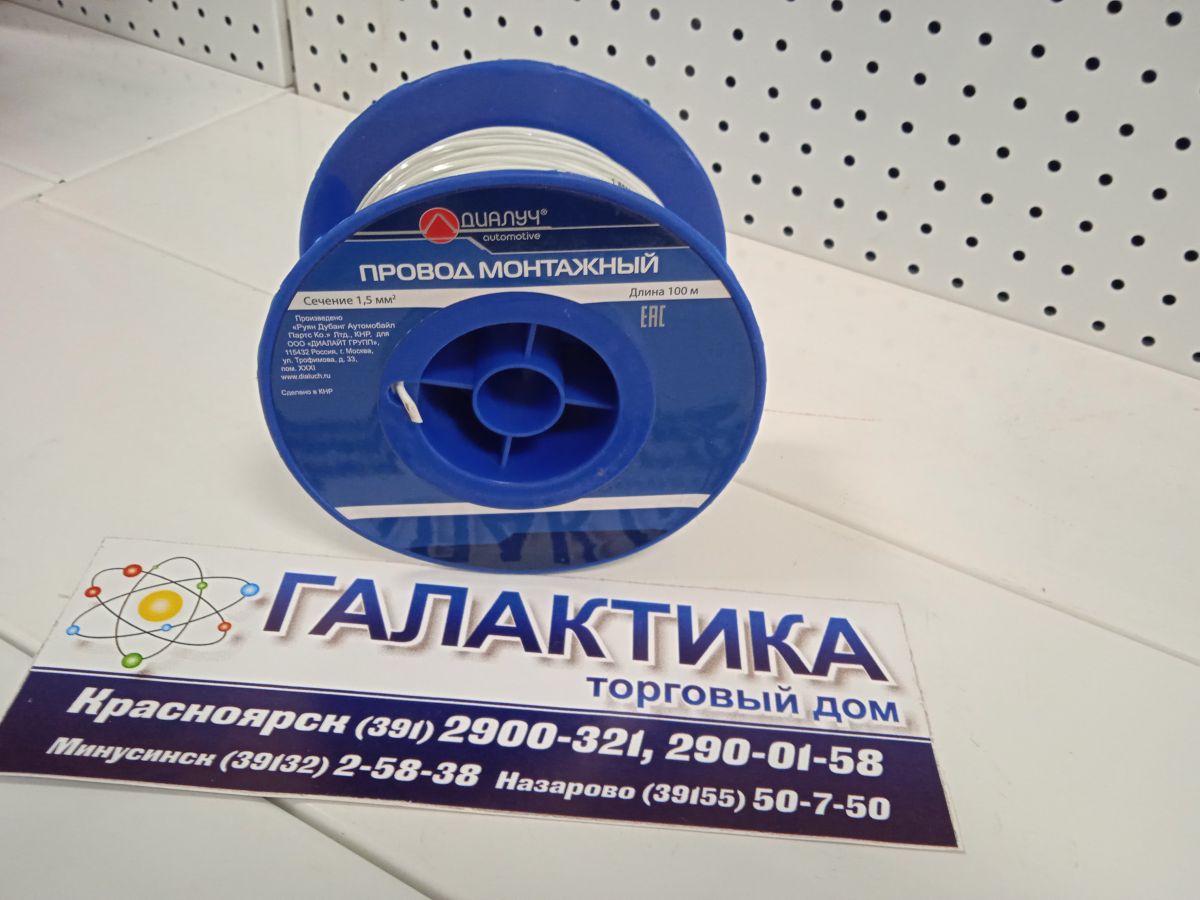 ДИАЛУЧ®
automotive
ПРОВОД МОНТАЖНЫЙ
Сечение 1,5 мм²
Длина 100 м
EAC
Произведено
«Руян Дубанг Аутомобайл
Партс Ко.» Лтд., КНР, для
ООО «ДИАЛАЙТ ГРУПП»,
115432 Россия, г. Москва,
ул. Трофимова, д. 33,
пом. XXXI
www.dialuch.ru
Сделано в КНР
ГАЛАКТИКА
торговый дом
Красноярск (391) 2900-321, 290-01-58
Минусинск (39132) 2-58-38 Назарово (39155) 50-7-50